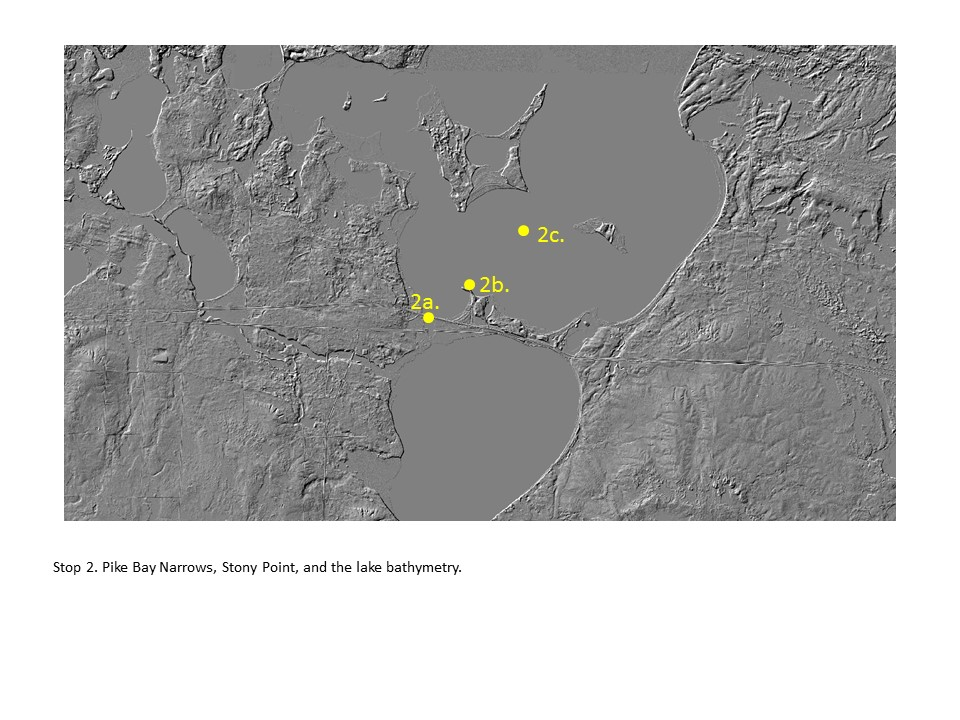 2c.
2b.
2a.
Stop 2. Pike Bay Narrows, Stony Point, and the lake bathymetry.